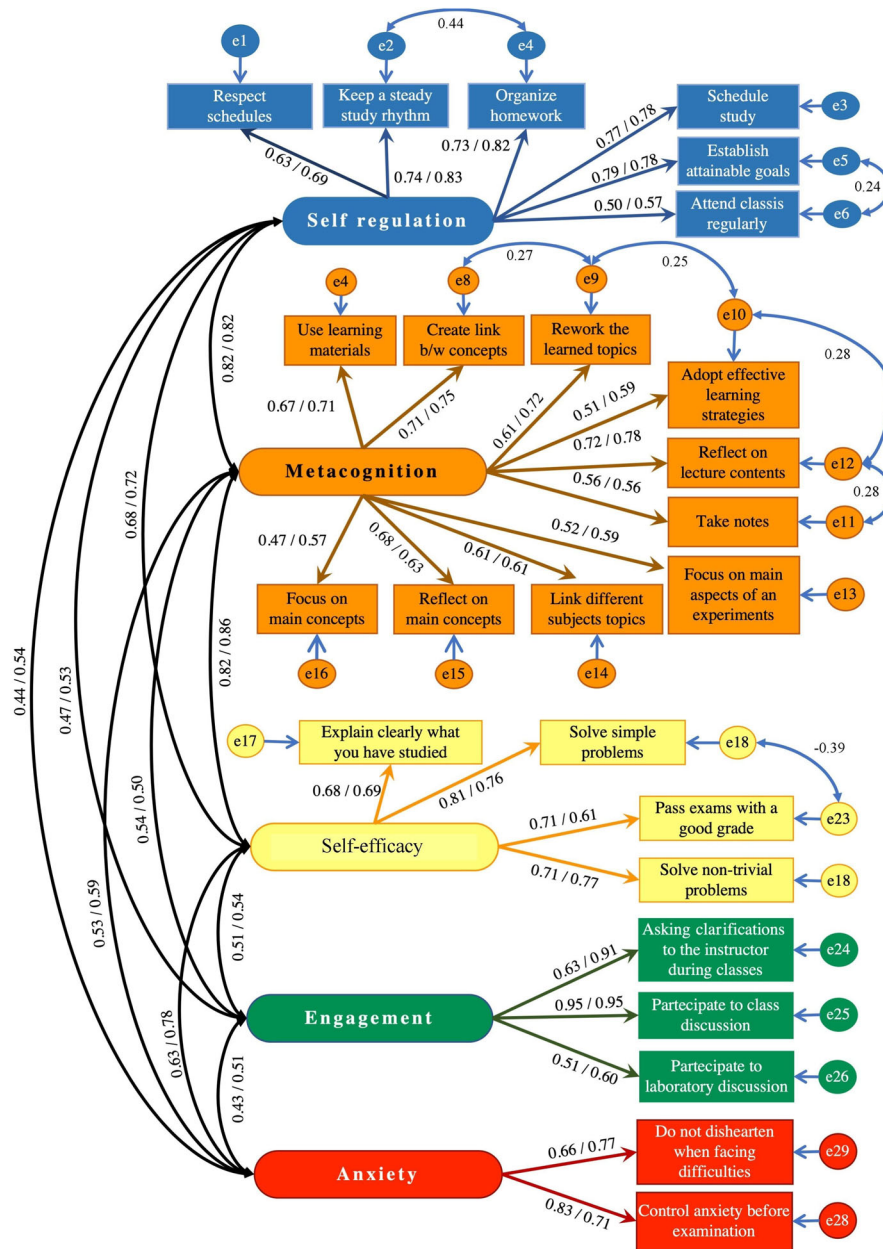 0.44
e1
e2
e4
Respect
schedules
Keep a steady
study rhythm
Organize
homework
Schedule
study
e3
0.63 / 0.69
0.74 / 0.83
0.73 / 0.82
0.77 / 0.78
0.79 / 0.78
0.50 / 0.57
Establish
attainable goals
e5
0.24
Attend classis
regularly
e6
Self regulation
0.27
0.25
e4
e8
e9
e10
Use learning
materials
Create link
b/w concepts
Rework the
learned topics
0.28
Adopt effective
learning
strategies
0.82 / 0.82
0.67 / 0.71
0.71 / 0.75
0.61 / 0.72
0.51 / 0.59
0.72 / 0.78
0.56 / 0.56
Metacognition
Reflect on
lecture contents
e12
0.28
Take notes
e11
0.68 / 0.72
0.47 / 0.57
0.68 / 0.63
0.61 / 0.61
0.52 / 0.59
Focus on main
aspects of an
experiments
e13
Focus on
main concepts
Reflect on
main concepts
Link different
subjects topics
e16
e15
e14
0.44 / 0.54
0.47 / 0.53
0.82 / 0.86
e17
Explain clearly what
you have studied
Solve simple
problems
e18
-0.39
0.68 / 0.69
0.81 / 0.76
0.71 / 0.61
0.71 / 0.77
Pass exams with a
good grade
e23
Self-efficacy
Solve non-trivial
problems
e18
0.54 / 0.50
0.53 / 0.59
0.51 / 0.54
Asking clarifications
to the instructor
during classes
e24
0.63 / 0.91
0.95 / 0.95
0.51 / 0.60
Engagement
Partecipate to class
discussion
e25
Partecipate to
laboratory discussion
e26
0.63 / 0.78
0.43 / 0.51
Do not dishearten
when facing
difficulties
e29
0.66 / 0.77
Anxiety
0.83 / 0.71
Control anxiety before
examination
e28